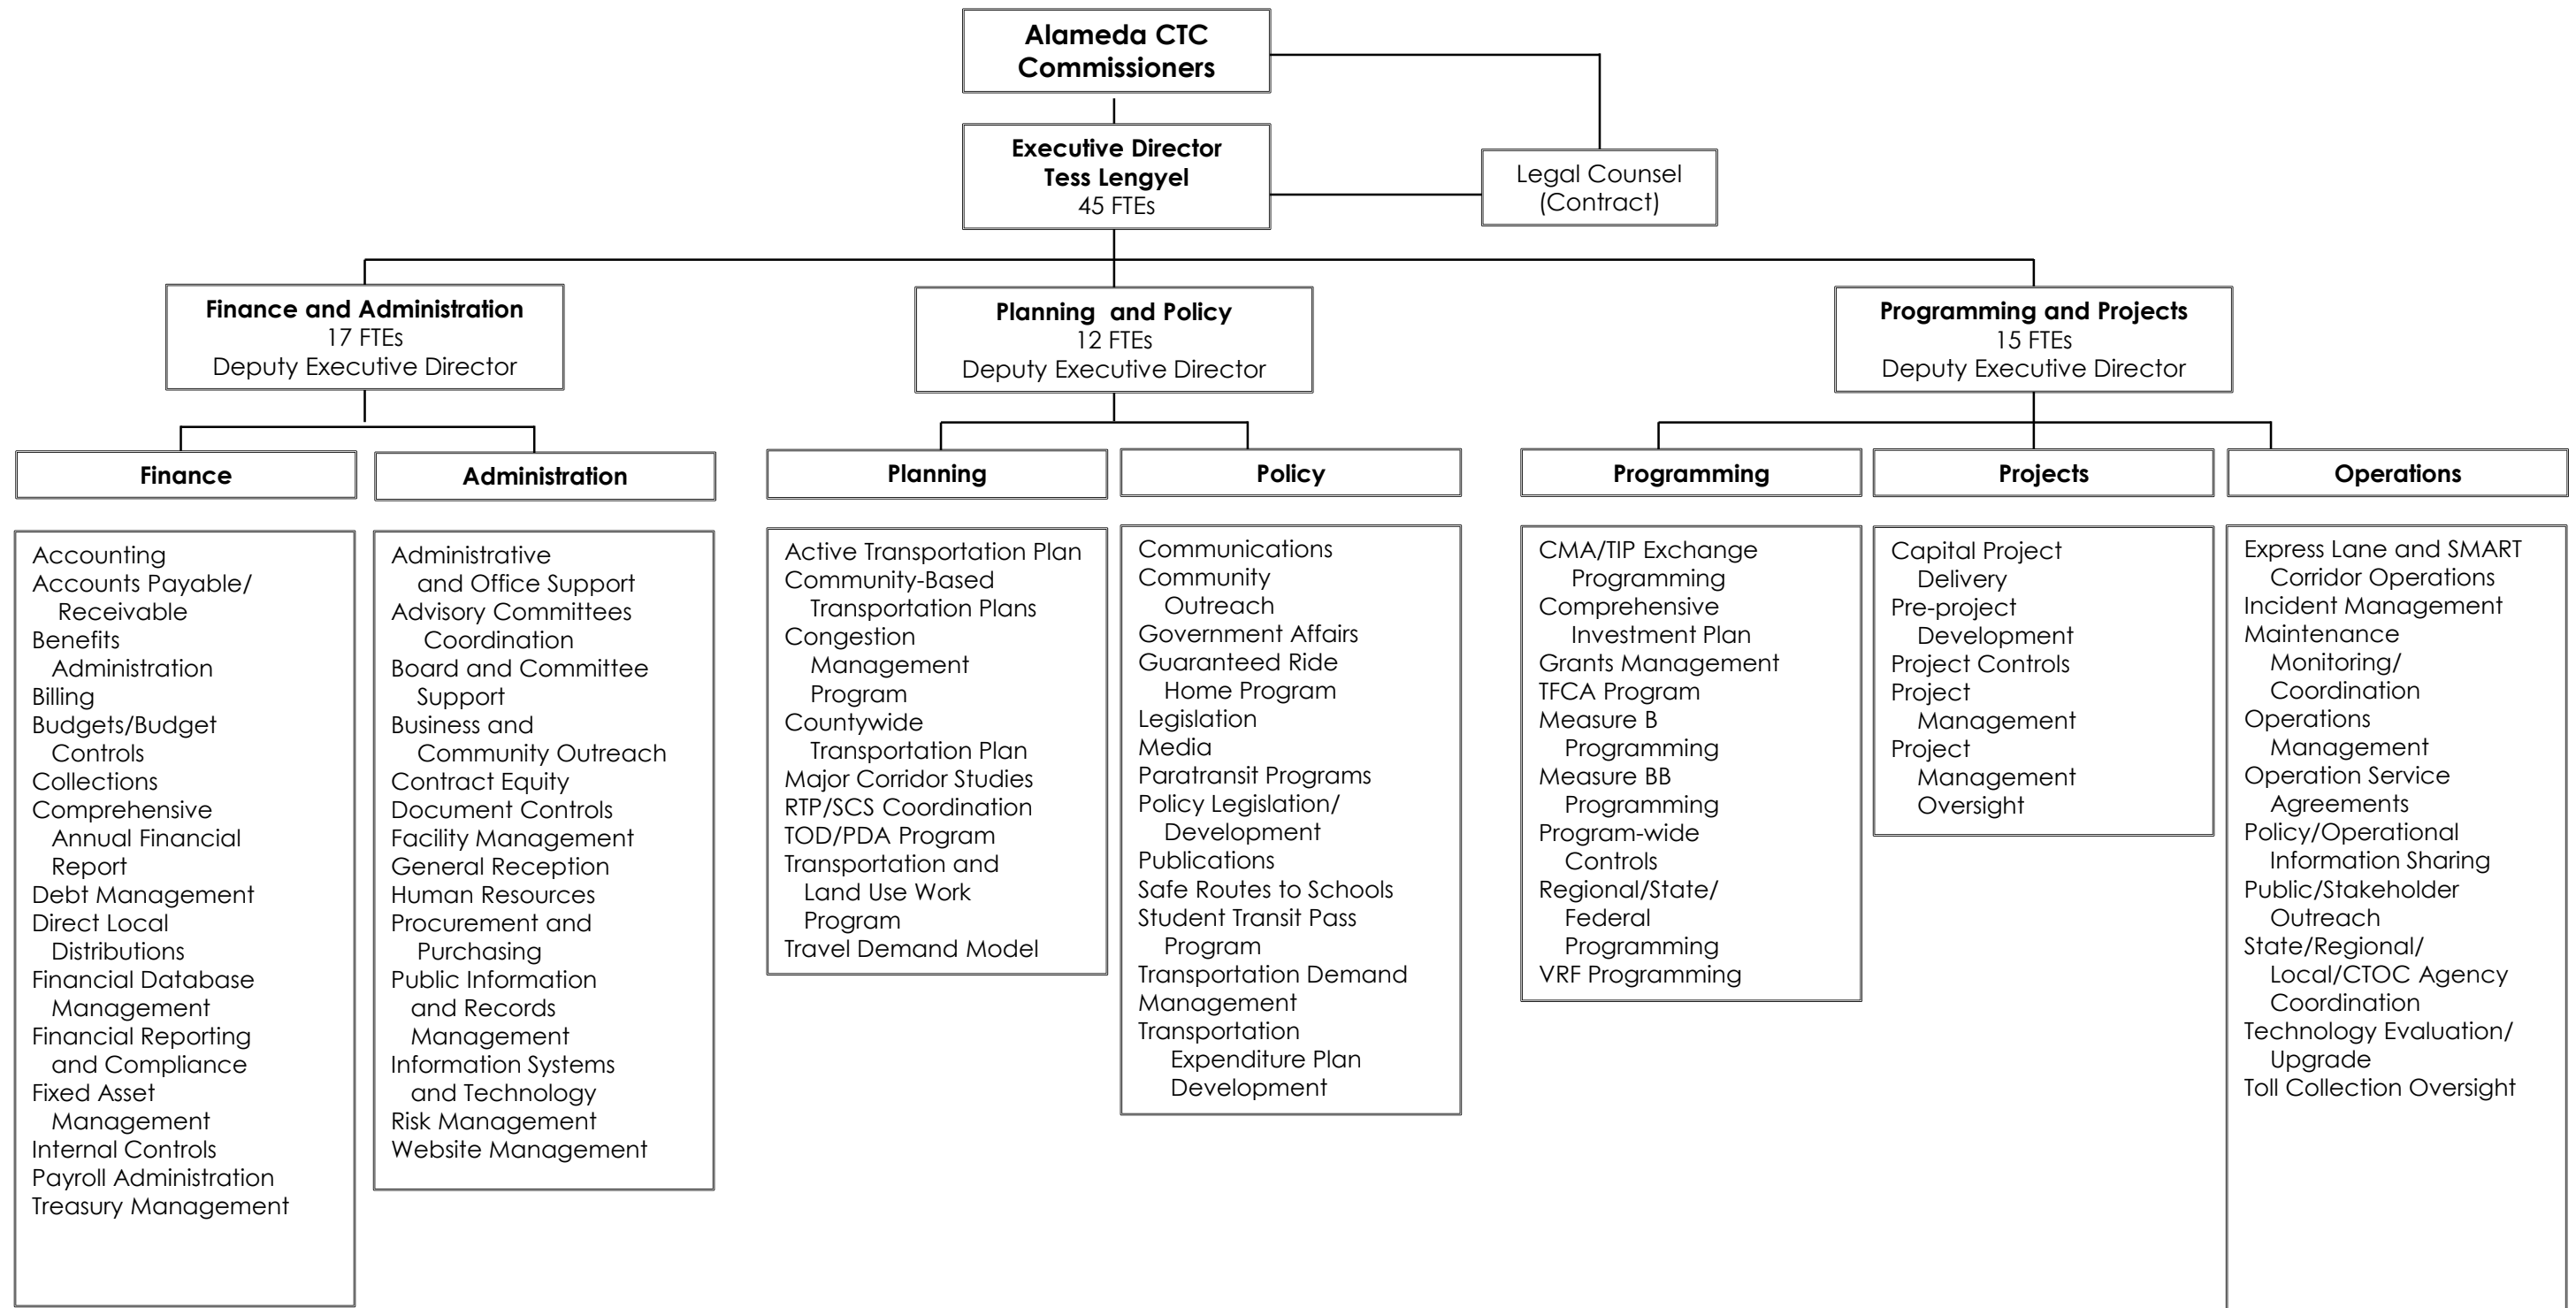 Alameda CTC
Commissioners
Executive Director
Tess Lengyel
45 FTEs
Legal Counsel
(Contract)
Finance and Administration
17 FTEs
Deputy Executive Director
Planning and Policy
12 FTEs
Deputy Executive Director
Programming and Projects
15 FTEs
Deputy Executive Director
Finance
Accounting
Accounts Payable/
Receivable
Benefits
Administration
Billing
Budgets/Budget
Controls
Collections
Comprehensive
Annual Financial
Report
Debt Management
Direct Local
Distributions
Financial Database
Management
Financial Reporting
and Compliance
Fixed Asset
Management
Internal Controls
Payroll Administration
Treasury Management
Administration
Administrative
and Office Support
Advisory Committees
Coordination
Board and Committee
Support
Business and
Community Outreach
Contract Equity
Document Controls
Facility Management
General Reception
Human Resources
Procurement and
Purchasing
Public Information
and Records
Management
Information Systems
and Technology
Risk Management
Website Management
Planning
Active Transportation Plan
Community-Based
Transportation Plans
Congestion
Management
Program
Countywide
Transportation Plan
Major Corridor Studies
RTP/SCS Coordination
TOD/PDA Program
Transportation and
Land Use Work
Program
Travel Demand Model
Policy
Communications
Community
Outreach
Government Affairs
Guaranteed Ride
Home Program
Legislation
Media
Paratransit Programs
Policy Legislation/
Development
Publications
Safe Routes to Schools
Student Transit Pass
Program
Transportation Demand
Management
Transportation
Expenditure Plan
Development
Programming
CMA/TIP Exchange
Programming
Comprehensive
Investment Plan
Grants Management
TFCA Program
Measure B
Programming
Measure BB
Programming
Program-wide
Controls
Regional/State/
Federal
Programming
VRF Programming
Projects
Capital Project
Delivery
Pre-project
Development
Project Controls
Project
Management
Project
Management
Oversight
Operations
Express Lane and SMART
Corridor Operations
Incident Management
Maintenance
Monitoring/
Coordination
Operations
Management
Operation Service
Agreements
Policy/Operational
Information Sharing
Public/Stakeholder
Outreach
State/Regional/
Local/CTOC Agency
Coordination
Technology Evaluation/
Upgrade
Toll Collection Oversight